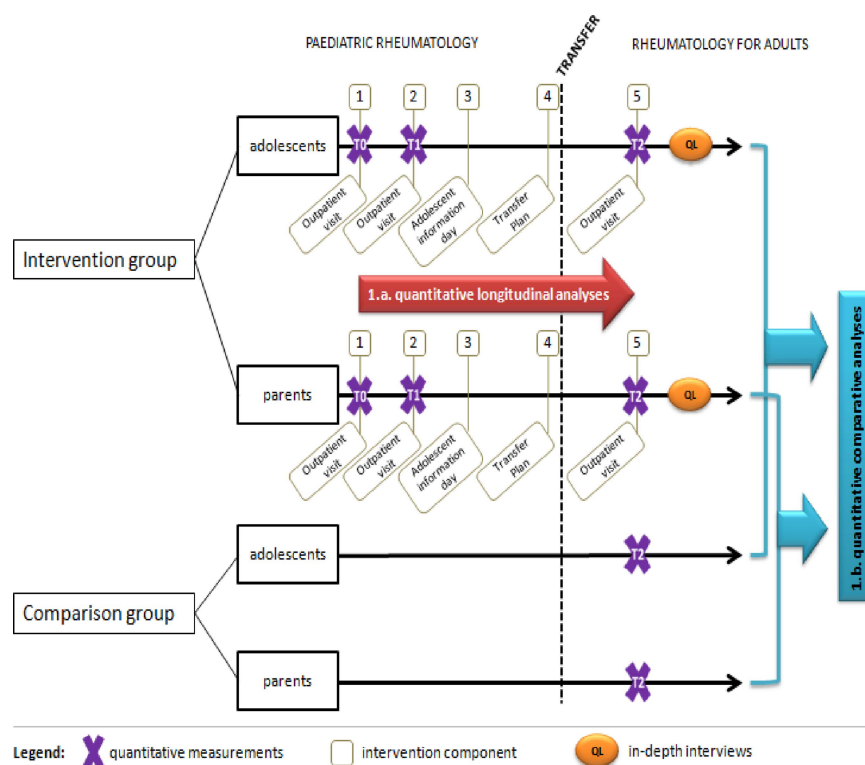 PAEDIATRIC RHEUMATOLOGY
TRANSFER
RHEUMATOLOGY FOR ADULTS
1 2 3 4 5
adolescents
T0 T1 T2 QL
Outpatient
visit
Outpatient
visit
Adolescent
information
day
Transfer
Plan
Outpatient
visit
Intervention group
1.a. quantitative longitudinal analyses
1 2 3 4 5
parents
T0 T1 T2 QL
Outpatient
visit
Outpatient
visit
Adolescent
information
day
Transfer
Plan
Outpatient
visit
1.b. quantitative comparative analyses
adolescents
T2
Comparison group
parents
T2
Legend: quantitative measurements intervention component QL in-depth interviews